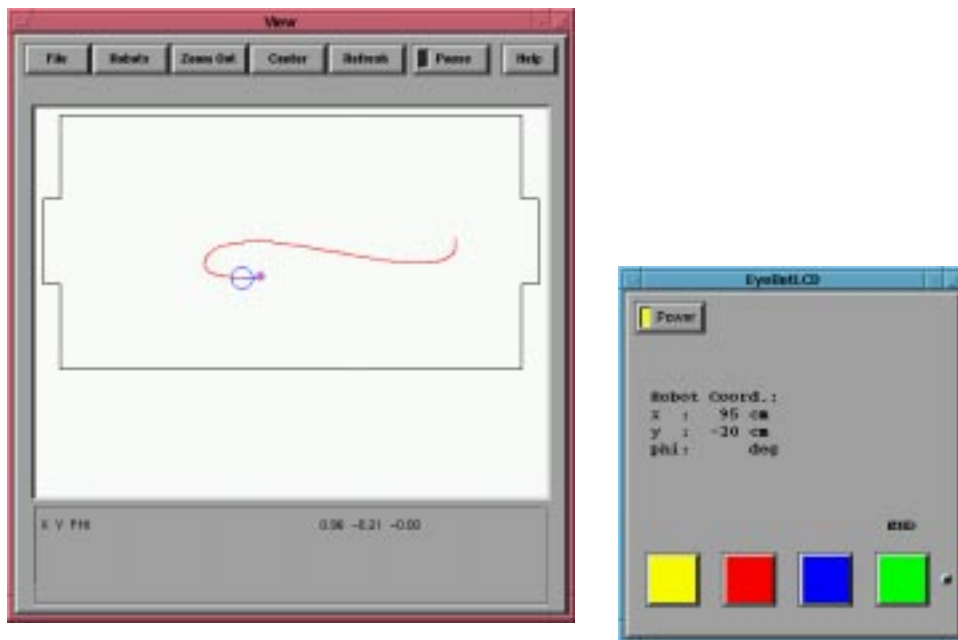 View
File Robots Zoom Out Center Refresh Pause Help
X Y PHI 0.96 -0.21 -0.00
EyeBotLCD
Power
Robot Coord.:
x : 95 cm
y : -20 cm
phi: deg
END